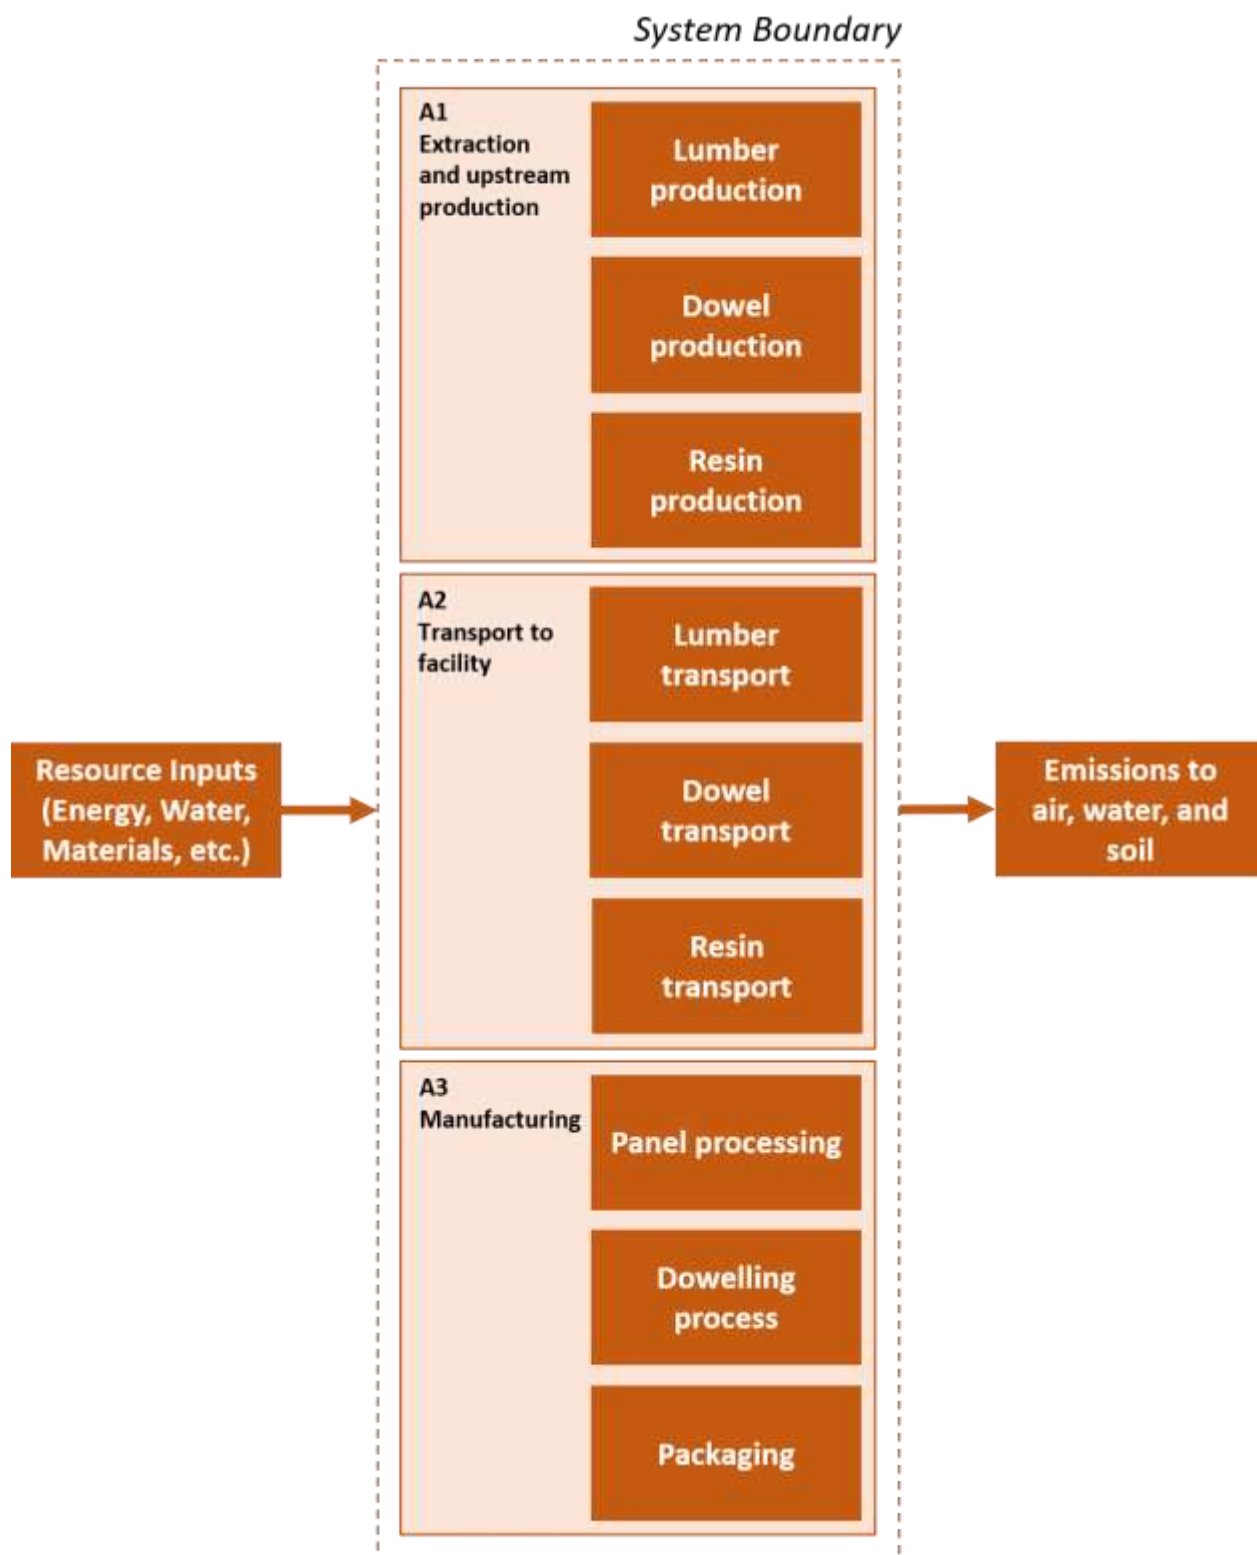 System Boundary
A1
Extraction
and upstream
production
Lumber
production
Dowel
production
Resin
production
A2
Transport to
facility
Lumber
transport
Dowel
transport
Resin
transport
Resource Inputs
(Energy, Water,
Materials, etc.)
Emissions to
air, water, and
soil
A3
Manufacturing
Panel processing
Dowelling
process
Packaging